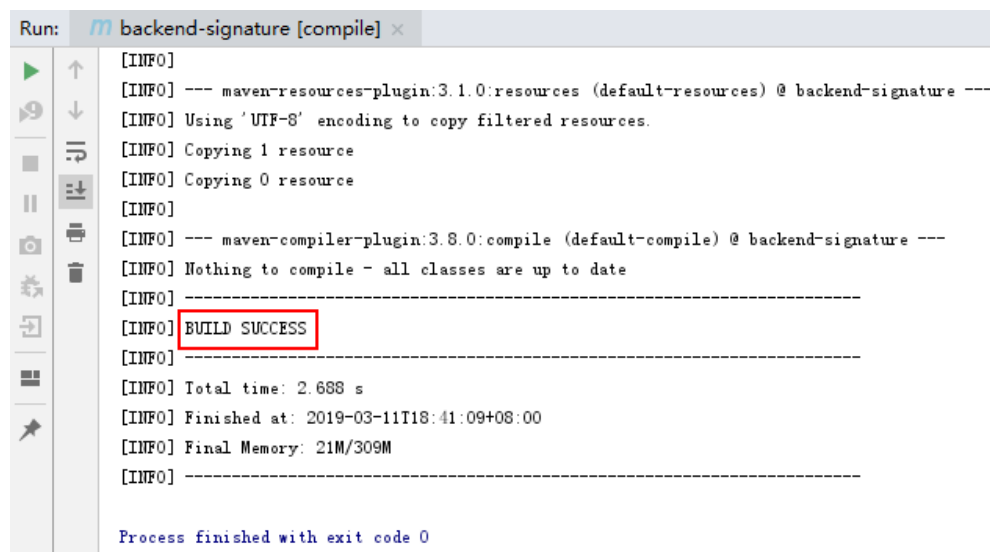 Run: m backend-signature [compile] ×
[INFO]
[INFO] --- maven-resources-plugin:3.1.0:resources (default-resources) @ backend-signature ---
[INFO] Using 'UTF-8' encoding to copy filtered resources.
[INFO] Copying 1 resource
[INFO] Copying 0 resource
[INFO]
[INFO] --- maven-compiler-plugin:3.8.0:compile (default-compile) @ backend-signature ---
[INFO] Nothing to compile - all classes are up to date
[INFO] ------------------------------------------------------------------------
[INFO] BUILD SUCCESS
[INFO] ------------------------------------------------------------------------
[INFO] Total time: 2.688 s
[INFO] Finished at: 2019-03-11T18:41:09+08:00
[INFO] Final Memory: 21M/309M
[INFO] ------------------------------------------------------------------------
Process finished with exit code 0